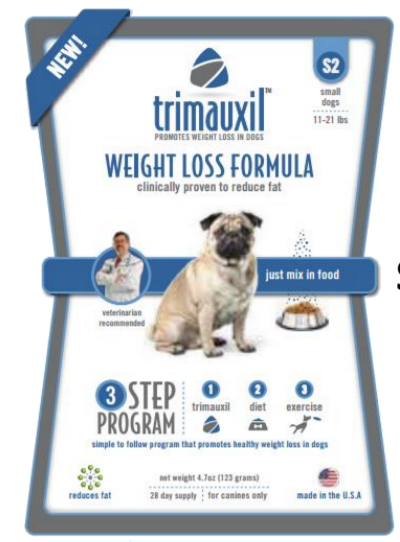 NEW!
trimauxil™
PROMOTES WEIGHT LOSS IN DOGS
S2
small
dogs
11-21 lbs
WEIGHT LOSS FORMULA
clinically proven to reduce fat
just mix in food
veterinarian
recommended
3 STEP
PROGRAM
1 2 3
trimauxil diet exercise
simple to follow program that promotes healthy weight loss in dogs
reduces fat
net weight 4.7oz (123 grams)
28 day supply for canines only
made in the U.S.A